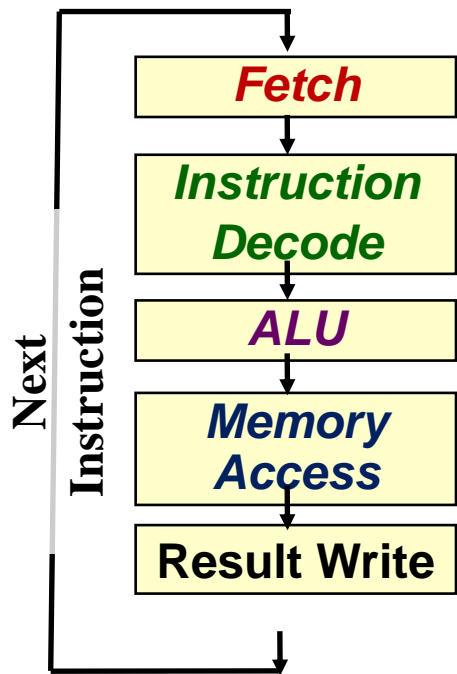 Fetch
Instruction
Decode
ALU
Memory
Access
Result Write
Next
Instruction